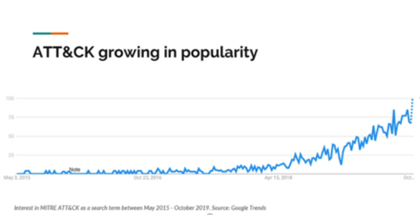 ATT&CK growing in popularity
100
75
50
25
Note
May 3, 2015
Oct 23, 2016
Apr 15, 2018
Oct...
Interest in MITRE ATT&CK as a search term between May 2015 - October 2019. Source: Google Trends